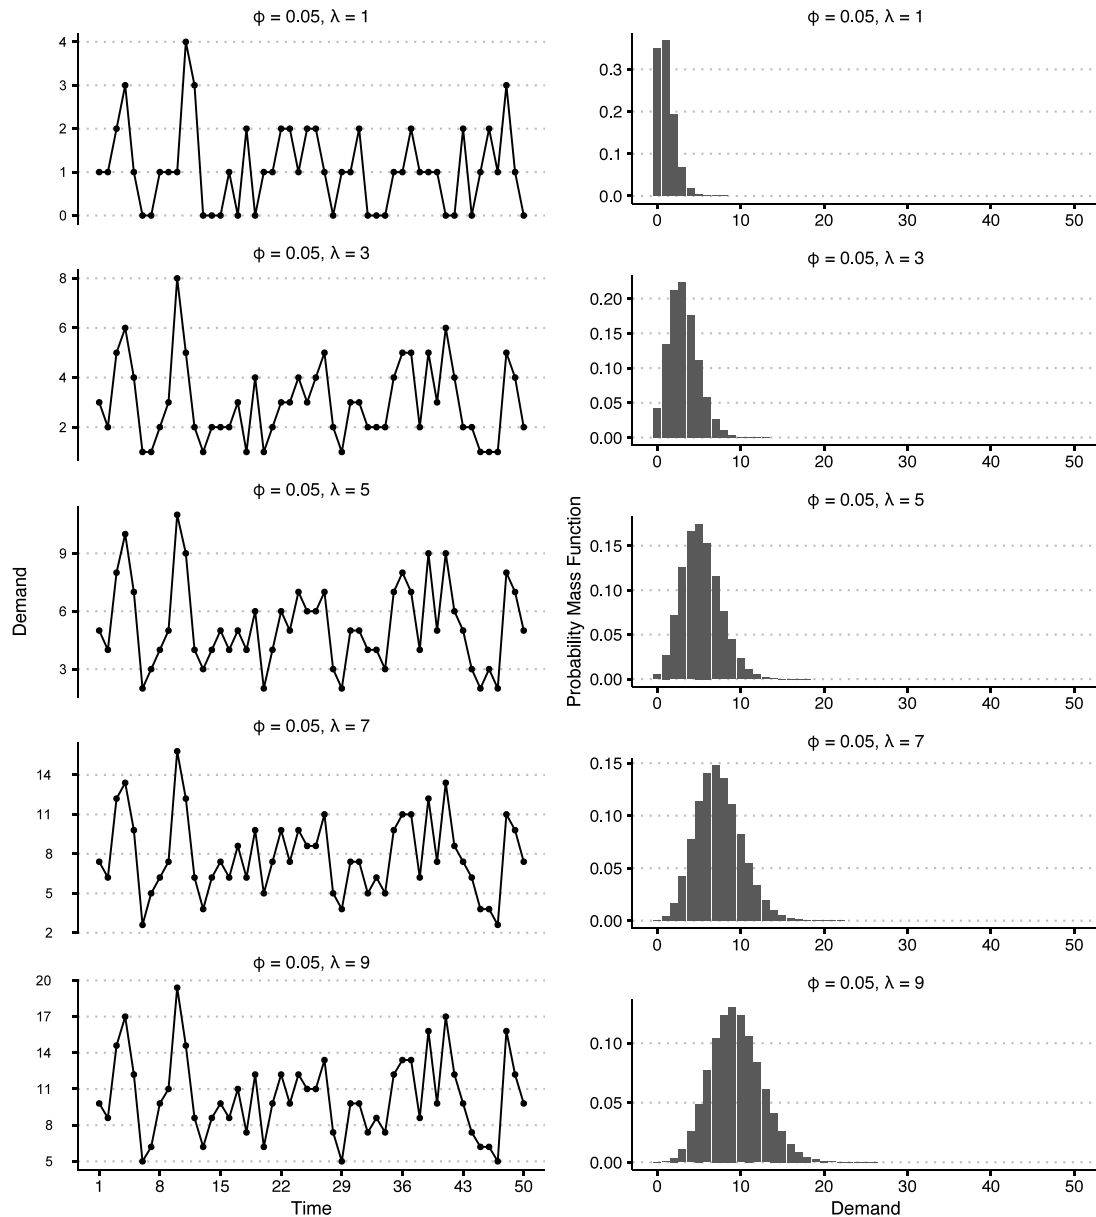 ϕ = 0.05, λ = 1
4
3
2
1
0
ϕ = 0.05, λ = 3
8
6
4
2
ϕ = 0.05, λ = 5
9
6
3
ϕ = 0.05, λ = 7
14
11
8
5
2
ϕ = 0.05, λ = 9
20
17
14
11
8
5
1 8 15 22 29 36 43 50
Time
Demand
ϕ = 0.05, λ = 1
0.3
0.2
0.1
0.0
0 10 20 30 40 50
ϕ = 0.05, λ = 3
0.20
0.15
0.10
0.05
0.00
0 10 20 30 40 50
ϕ = 0.05, λ = 5
0.15
0.10
0.05
0.00
0 10 20 30 40 50
ϕ = 0.05, λ = 7
0.15
0.10
0.05
0.00
0 10 20 30 40 50
ϕ = 0.05, λ = 9
0.10
0.05
0.00
0 10 20 30 40 50
Demand
Probability Mass Function